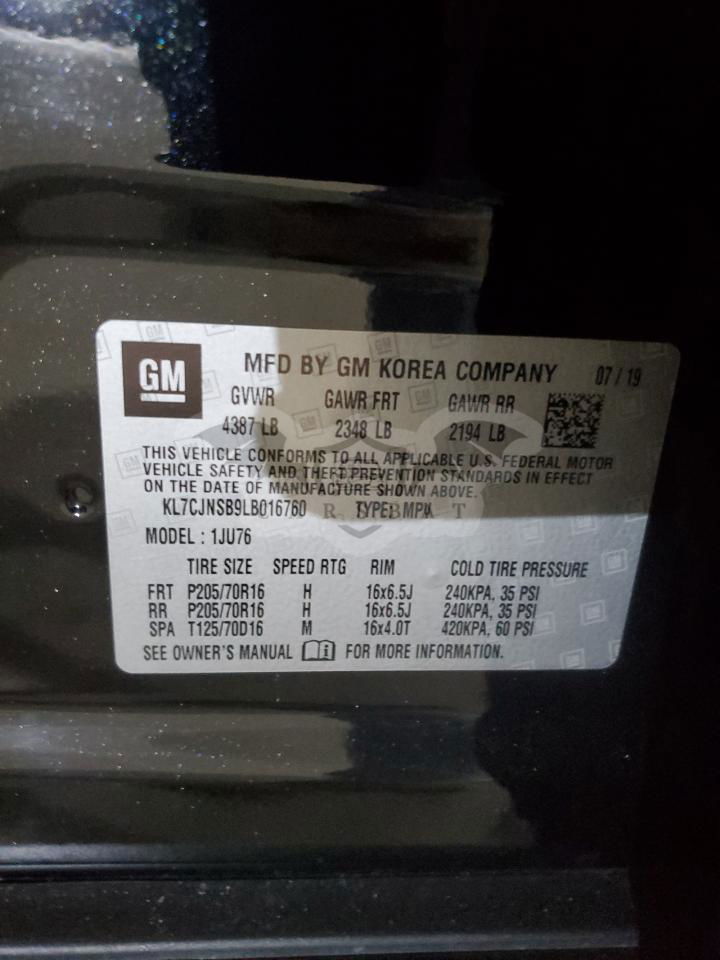 GM
MFD BY GM KOREA COMPANY 07 / 19
GVWR GAWR FRT GAWR RR
4387 LB 2348 LB 2194 LB
THIS VEHICLE CONFORMS TO ALL APPLICABLE U.S. FEDERAL MOTOR
VEHICLE SAFETY AND THEFT PREVENTION STANDARDS IN EFFECT
ON THE DATE OF MANUFACTURE SHOWN ABOVE.
KL7CJNSB9LB016760 TYPE: MPV
MODEL : 1JU76
TIRE SIZE SPEED RTG RIM COLD TIRE PRESSURE
FRT P205/70R16 H 16x6.5J 240KPA, 35 PSI
RR P205/70R16 H 16x6.5J 240KPA, 35 PSI
SPA T125/70D16 M 16x4.0T 420KPA, 60 PSI
SEE OWNER'S MANUAL FOR MORE INFORMATION.